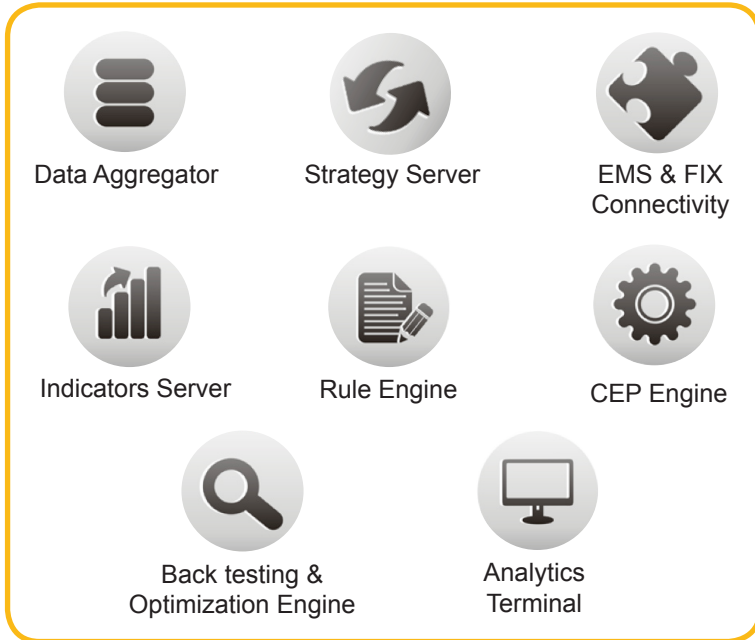 Data Aggregator
Strategy Server
EMS & FIX
Connectivity
Indicators Server
Rule Engine
CEP Engine
Back testing &
Optimization Engine
Analytics
Terminal